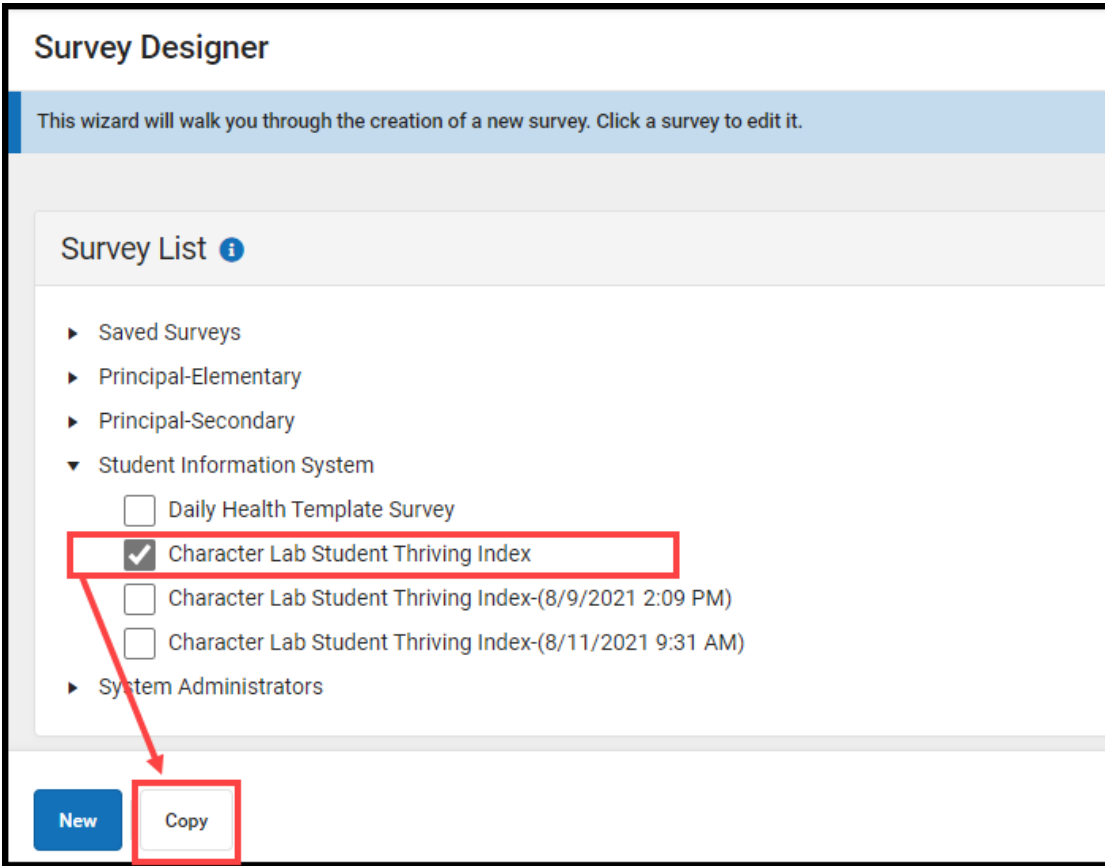 Survey Designer
This wizard will walk you through the creation of a new survey. Click a survey to edit it.
Survey List
Saved Surveys
Principal-Elementary
Principal-Secondary
Student Information System
Daily Health Template Survey
Character Lab Student Thriving Index
Character Lab Student Thriving Index-(8/9/2021 2:09 PM)
Character Lab Student Thriving Index-(8/11/2021 9:31 AM)
System Administrators
New Copy